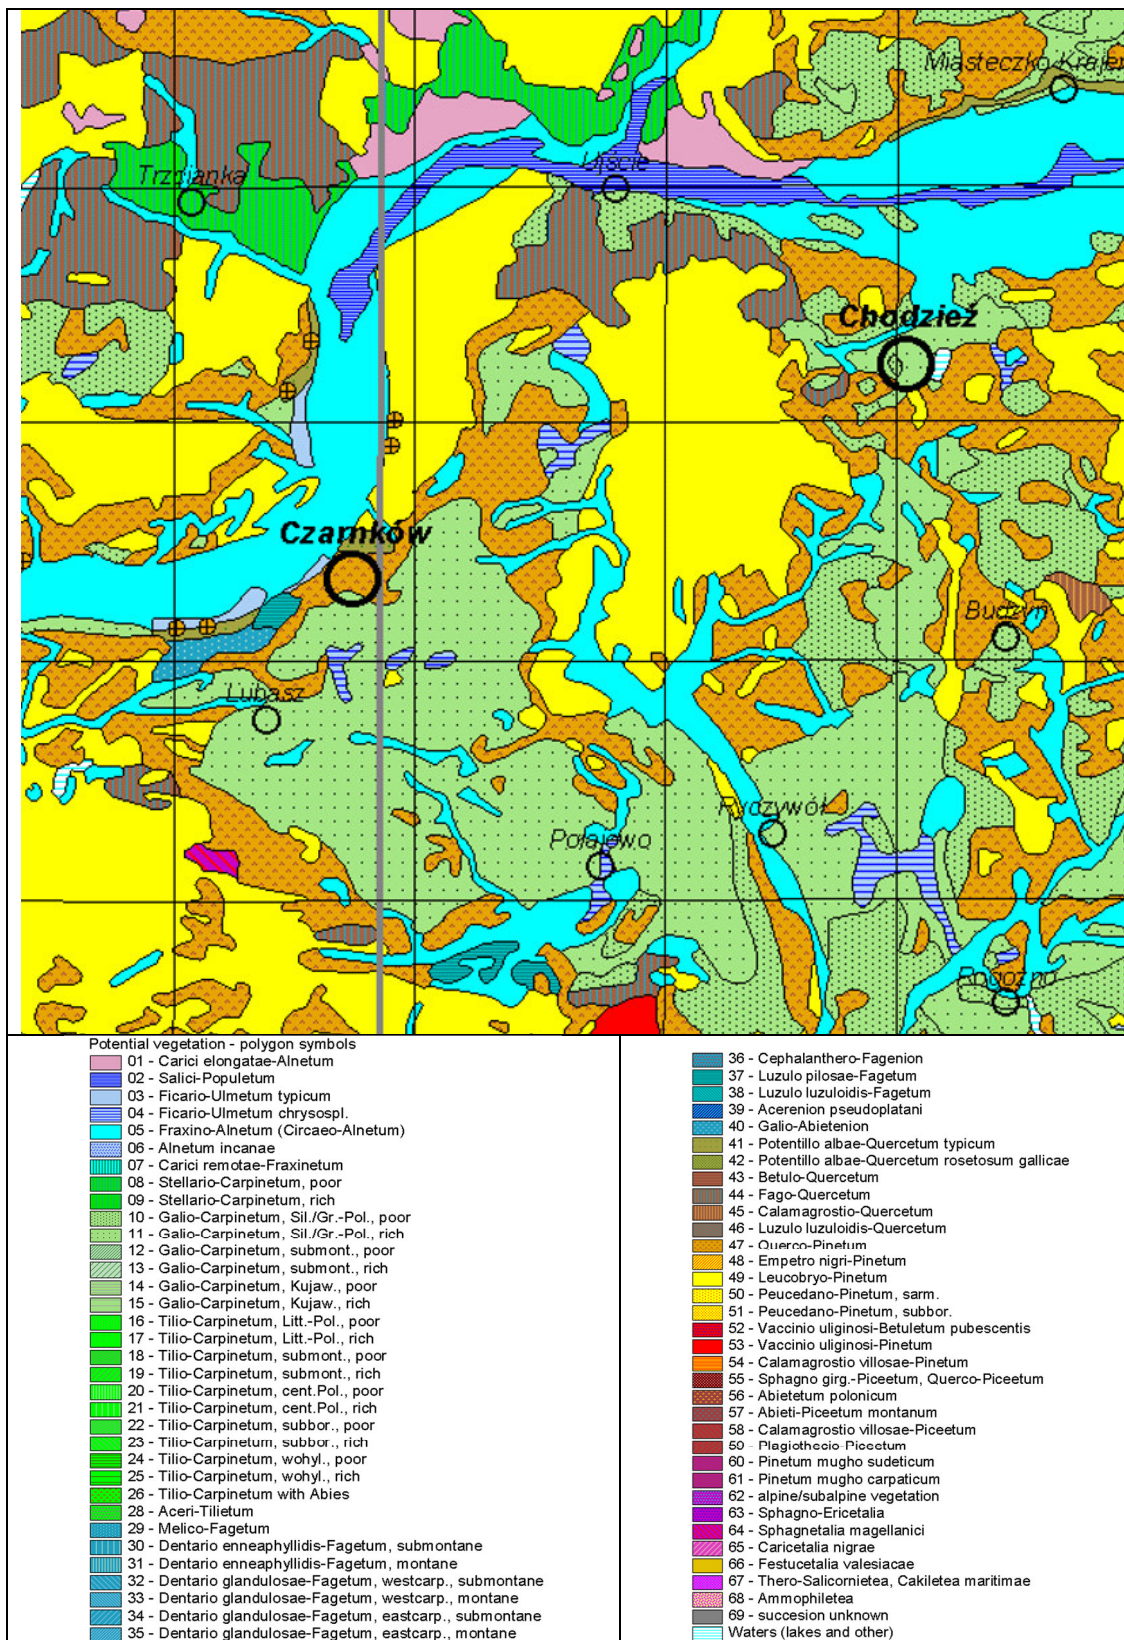 Miasteczko Krajeń
Ujście
Trzcianka
Chodzież
Czarnków
Budzyn
Lubasz
Ryczywół
Połajewo
Rogozno
Potential vegetation - polygon symbols
01 - Carici elongatae-Alnetum
02 - Salici-Populetum
03 - Ficario-Ulmetum typicum
04 - Ficario-Ulmetum chrysospl.
05 - Fraxino-Alnetum (Circaeo-Alnetum)
06 - Alnetum incanae
07 - Carici remotae-Fraxinetum
08 - Stellario-Carpinetum, poor
09 - Stellario-Carpinetum, rich
10 - Galio-Carpinetum, Sil./Gr.-Pol., poor
11 - Galio-Carpinetum, Sil./Gr.-Pol., rich
12 - Galio-Carpinetum, submont., poor
13 - Galio-Carpinetum, submont., rich
14 - Galio-Carpinetum, Kujaw., poor
15 - Galio-Carpinetum, Kujaw., rich
16 - Tilio-Carpinetum, Litt.-Pol., poor
17 - Tilio-Carpinetum, Litt.-Pol., rich
18 - Tilio-Carpinetum, submont., poor
19 - Tilio-Carpinetum, submont., rich
20 - Tilio-Carpinetum, cent.Pol., poor
21 - Tilio-Carpinetum, cent.Pol., rich
22 - Tilio-Carpinetum, subbor., poor
23 - Tilio-Carpinetum, subbor., rich
24 - Tilio-Carpinetum, wohyl., poor
25 - Tilio-Carpinetum, wohyl., rich
26 - Tilio-Carpinetum with Abies
28 - Aceri-Tilietum
29 - Melico-Fagetum
30 - Dentario enneaphyllidis-Fagetum, submontane
31 - Dentario enneaphyllidis-Fagetum, montane
32 - Dentario glandulosae-Fagetum, westcarp., submontane
33 - Dentario glandulosae-Fagetum, westcarp., montane
34 - Dentario glandulosae-Fagetum, eastcarp., submontane
35 - Dentario glandulosae-Fagetum, eastcarp., montane
36 - Cephalanthero-Fagenion
37 - Luzulo pilosae-Fagetum
38 - Luzulo luzuloidis-Fagetum
39 - Acerenion pseudoplatani
40 - Galio-Abietenion
41 - Potentillo albae-Quercetum typicum
42 - Potentillo albae-Quercetum rosetosum gallicae
43 - Betulo-Quercetum
44 - Fago-Quercetum
45 - Calamagrostio-Quercetum
46 - Luzulo luzuloidis-Quercetum
47 - Querco-Pinetum
48 - Empetro nigri-Pinetum
49 - Leucobryo-Pinetum
50 - Peucedano-Pinetum, sarm.
51 - Peucedano-Pinetum, subbor.
52 - Vaccinio uliginosi-Betuletum pubescentis
53 - Vaccinio uliginosi-Pinetum
54 - Calamagrostio villosae-Pinetum
55 - Sphagno girg.-Piceetum, Querco-Piceetum
56 - Abietetum polonicum
57 - Abieti-Piceetum montanum
58 - Calamagrostio villosae-Piceetum
59 - Plagiothecio-Piceetum
60 - Pinetum mugho sudeticum
61 - Pinetum mugho carpaticum
62 - alpine/subalpine vegetation
63 - Sphagno-Ericetalia
64 - Sphagnetalia magellanici
65 - Caricetalia nigrae
66 - Festucetalia valesiacae
67 - Thero-Salicornietea, Cakiletea maritimae
68 - Ammophiletea
69 - succesion unknown
Waters (lakes and other)